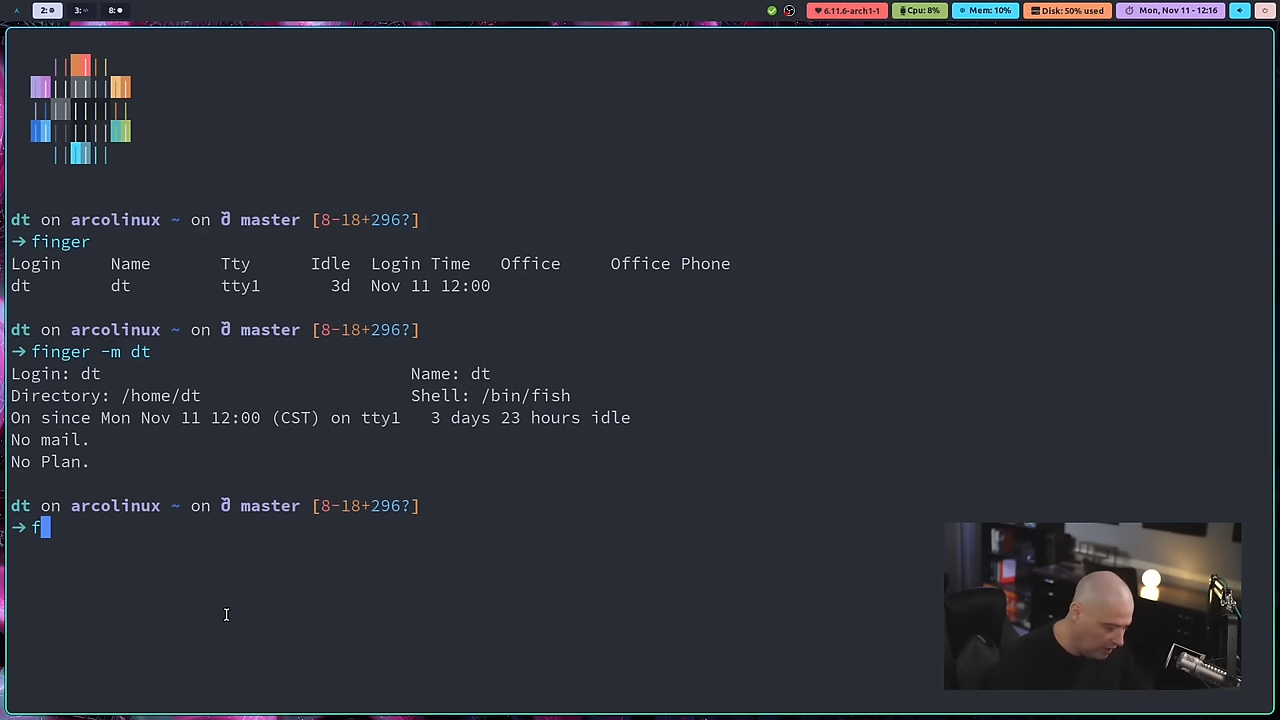 2: 3: 8: 6.11.6-arch1-1 Cpu: 8% Mem: 10% Disk: 50% used Mon, Nov 11 - 12:16
dt on arcolinux ~ on master [8-18+296?]
→ finger
Login Name Tty Idle Login Time Office Office Phone
dt dt tty1 3d Nov 11 12:00
dt on arcolinux ~ on master [8-18+296?]
→ finger -m dt
Login: dt Name: dt
Directory: /home/dt Shell: /bin/fish
On since Mon Nov 11 12:00 (CST) on tty1 3 days 23 hours idle
No mail.
No Plan.
dt on arcolinux ~ on master [8-18+296?]
→ f